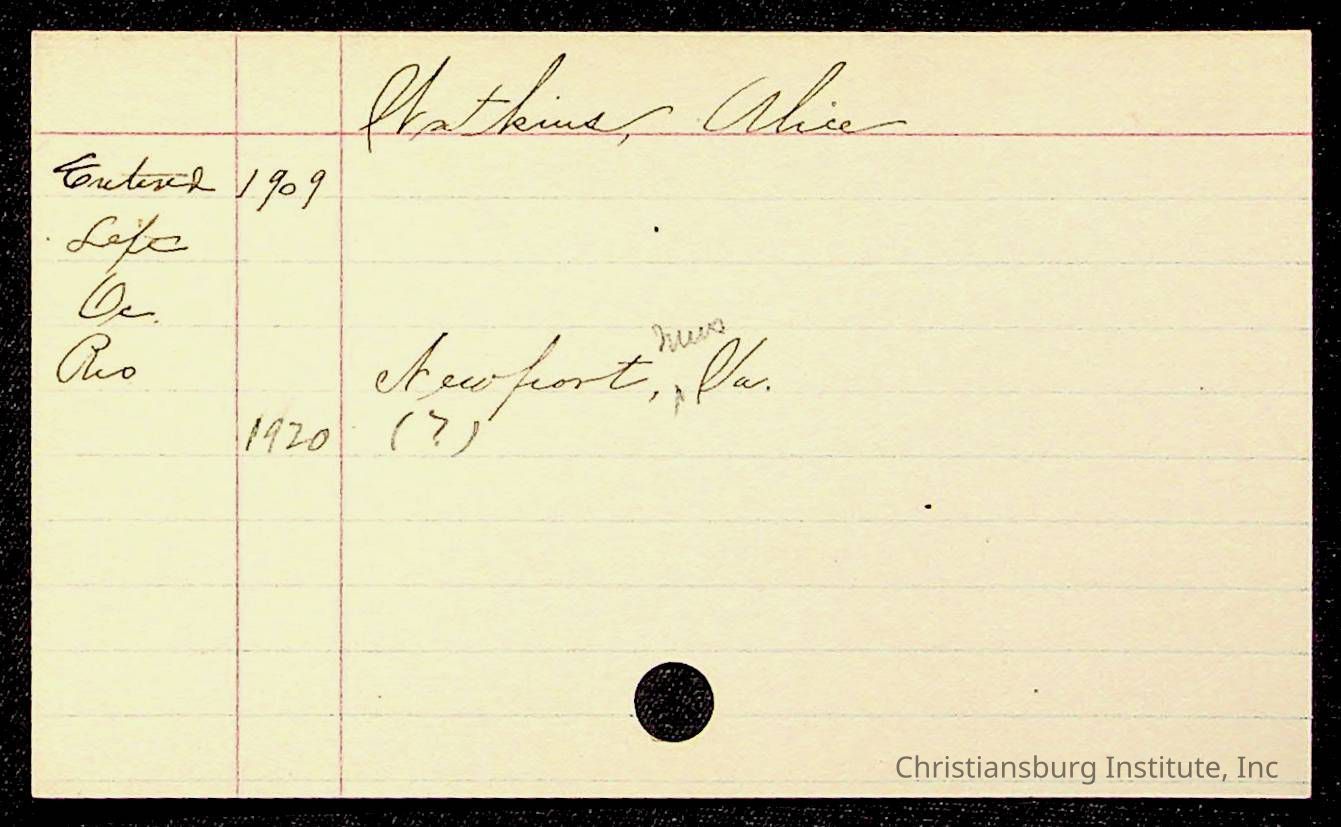 Watkins, Alice
Entered 1909
Left
Oc.
Res Newport, News Va.
1920 (?)
Christiansburg Institute, Inc